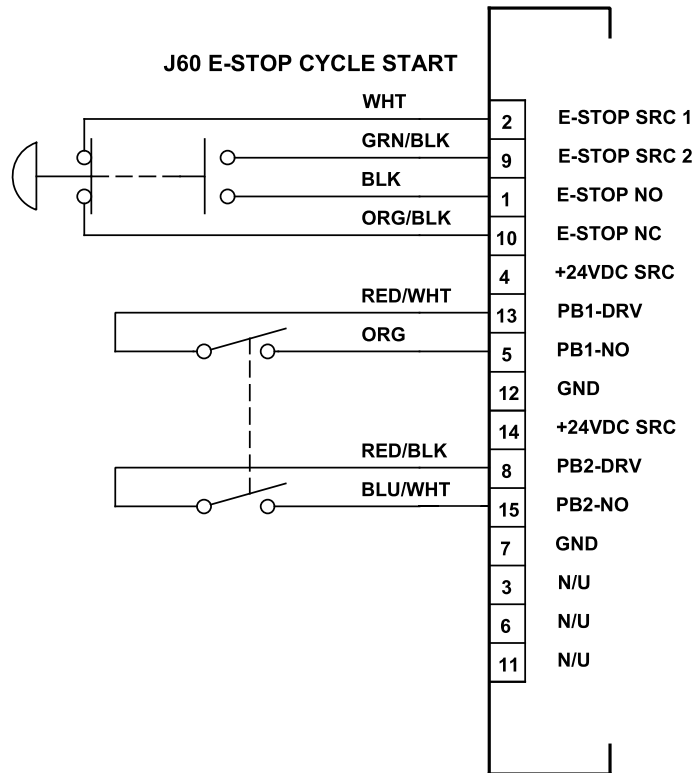 J60 E-STOP CYCLE START
WHT
2 E-STOP SRC 1
GRN/BLK
9 E-STOP SRC 2
BLK
1 E-STOP NO
ORG/BLK
10 E-STOP NC
4 +24VDC SRC
RED/WHT
13 PB1-DRV
ORG
5 PB1-NO
12 GND
14 +24VDC SRC
RED/BLK
8 PB2-DRV
BLU/WHT
15 PB2-NO
7 GND
3 N/U
6 N/U
11 N/U